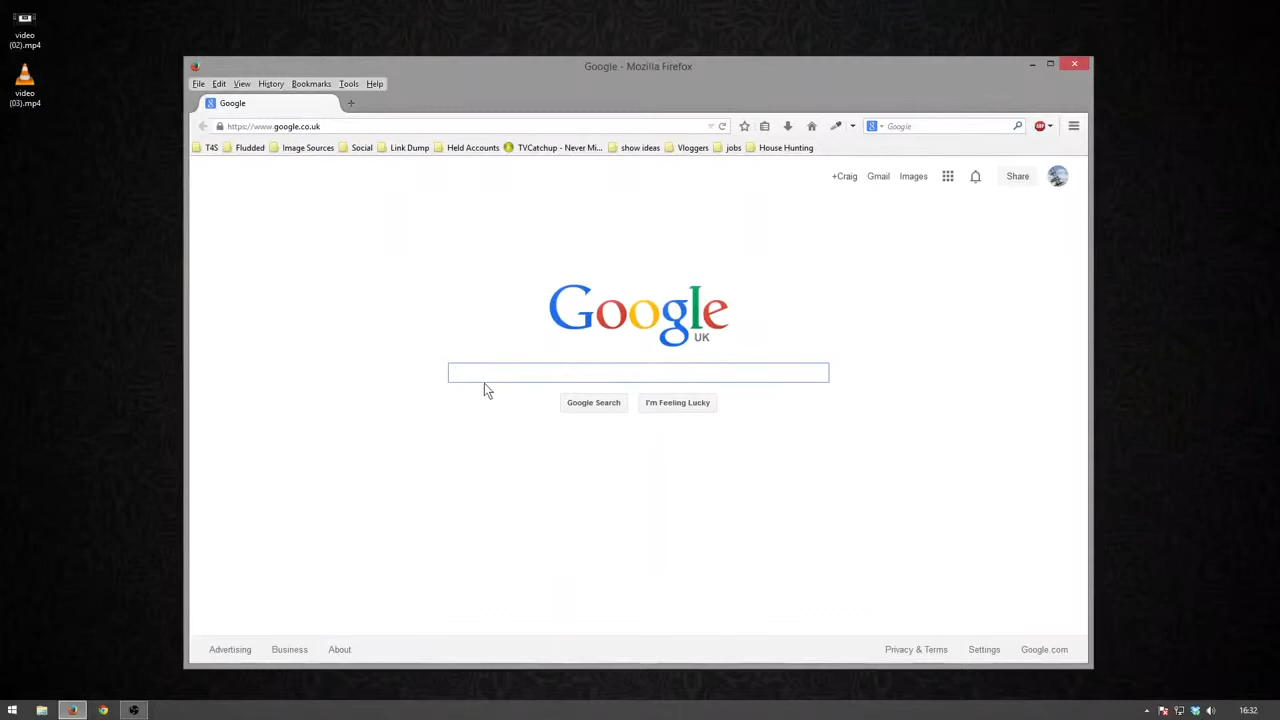 video
(02).mp4
video
(03).mp4
Google - Mozilla Firefox
File Edit View History Bookmarks Tools Help
Google
https://www.google.co.uk
Google
ABP
T4S Fludded Image Sources Social Link Dump Held Accounts TVCatchup - Never Mi... show ideas Vloggers jobs House Hunting
+Craig Gmail Images Share
Google
UK
Google Search I'm Feeling Lucky
Advertising Business About Privacy & Terms Settings Google.com
16:32